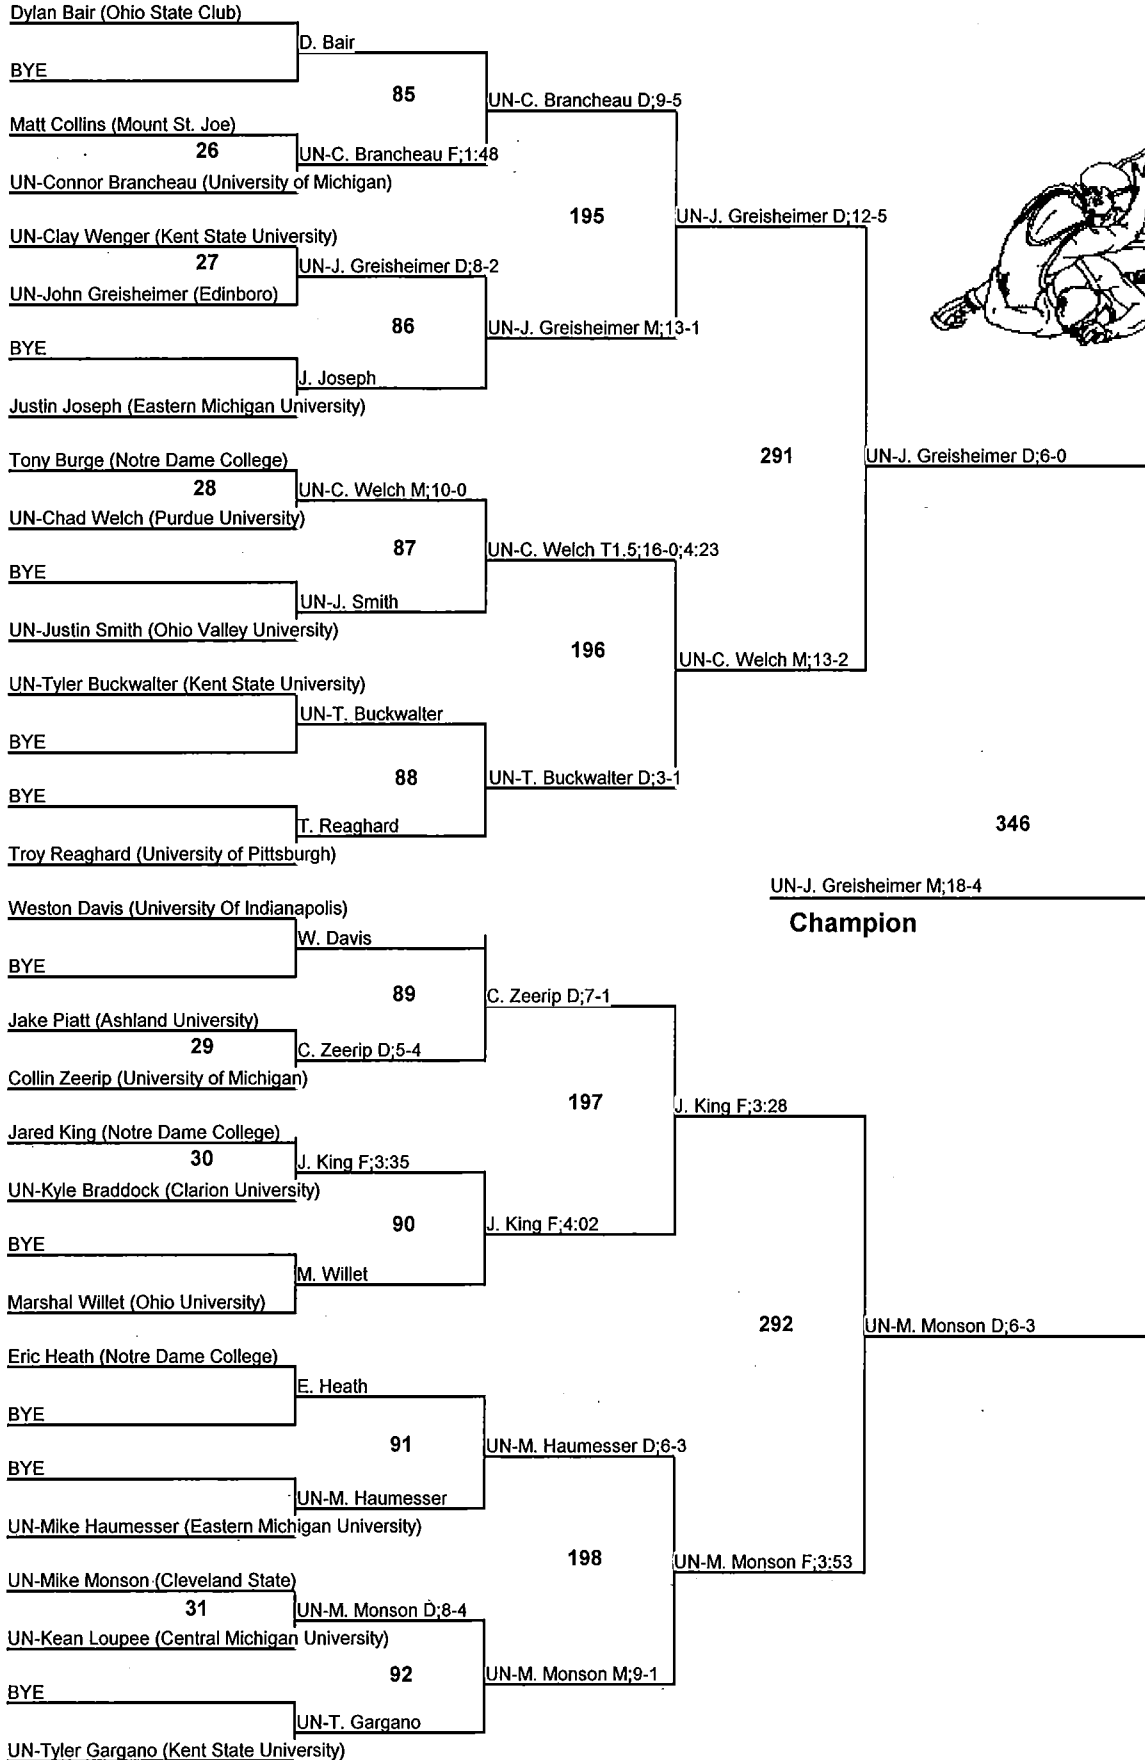 Dylan Bair (Ohio State Club)
D. Bair
BYE
85
UN-C. Brancheau D;9-5
Matt Collins (Mount St. Joe)
26
UN-C. Brancheau F;1:48
UN-Connor Brancheau (University of Michigan)
195
UN-J. Greisheimer D;12-5
UN-Clay Wenger (Kent State University)
27
UN-J. Greisheimer D;8-2
UN-John Greisheimer (Edinboro)
86
UN-J. Greisheimer M;13-1
BYE
J. Joseph
Justin Joseph (Eastern Michigan University)
291
UN-J. Greisheimer D;6-0
Tony Burge (Notre Dame College)
28
UN-C. Welch M;10-0
UN-Chad Welch (Purdue University)
87
UN-C. Welch T1.5;16-0;4:23
BYE
UN-J. Smith
UN-Justin Smith (Ohio Valley University)
196
UN-C. Welch M;13-2
UN-Tyler Buckwalter (Kent State University)
UN-T. Buckwalter
BYE
88
UN-T. Buckwalter D;3-1
BYE
T. Reaghard
Troy Reaghard (University of Pittsburgh)
346
UN-J. Greisheimer M;18-4
Champion
Weston Davis (University Of Indianapolis)
W. Davis
BYE
89
C. Zeerip D;7-1
Jake Piatt (Ashland University)
29
C. Zeerip D;5-4
Collin Zeerip (University of Michigan)
197
J. King F;3:28
Jared King (Notre Dame College)
30
J. King F;3:35
UN-Kyle Braddock (Clarion University)
90
J. King F;4:02
BYE
M. Willet
Marshal Willet (Ohio University)
292
UN-M. Monson D;6-3
Eric Heath (Notre Dame College)
E. Heath
BYE
91
UN-M. Haumesser D;6-3
BYE
UN-M. Haumesser
UN-Mike Haumesser (Eastern Michigan University)
198
UN-M. Monson F;3:53
UN-Mike Monson (Cleveland State)
31
UN-M. Monson D;8-4
UN-Kean Loupee (Central Michigan University)
92
UN-M. Monson M;9-1
BYE
UN-T. Gargano
UN-Tyler Gargano (Kent State University)